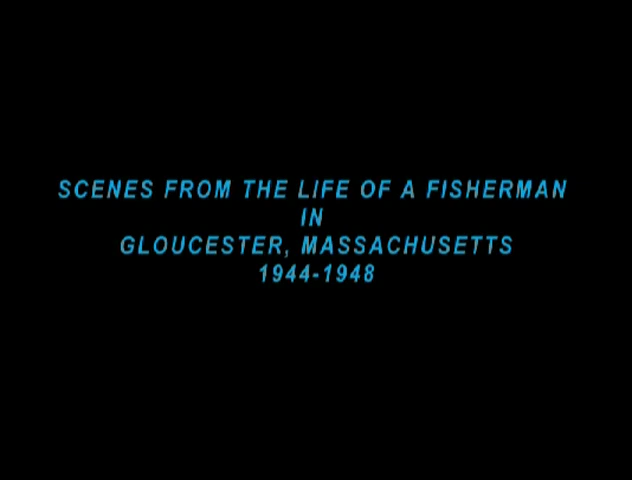 SCENES FROM THE LIFE OF A FISHERMAN
IN
GLOUCESTER, MASSACHUSETTS
1944-1948